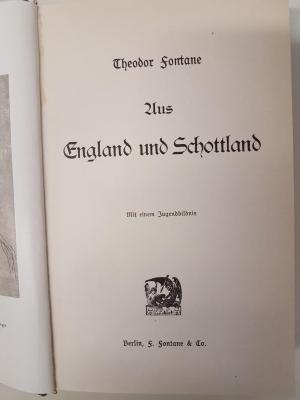 Theodor Fontane
Aus
England und Schottland
Mit einem Jugendbildnis
Berlin, F. Fontane & Co.